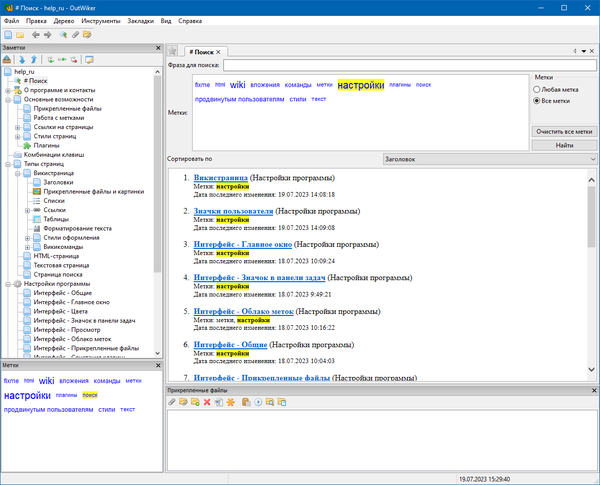 # Поиск - help_ru - OutWiker
Файл Правка Дерево Инструменты Закладки Вид Справка
Заметки
help_ru
# Поиск
О программе и контакты
Основные возможности
Прикрепленные файлы
Работа с метками
Ссылки на страницы
Стили страниц
Плагины
Комбинации клавиш
Типы страниц
Викистраница
Заголовки
Прикрепленные файлы и картинки
Списки
Ссылки
Таблицы
Форматирование текста
Стили оформления
Викикоманды
HTML-страница
Текстовая страница
Страница поиска
Настройки программы
Интерфейс - Общие
Интерфейс - Главное окно
Интерфейс - Цвета
Интерфейс - Значок в панели задач
Интерфейс - Просмотр
Интерфейс - Облако меток
Интерфейс - Прикрепленные файлы
Метки
fixme html wiki вложения команды метки
настройки плагины поиск
продвинутым пользователям стили текст
# Поиск
Фраза для поиска:
Метки:
fixme html wiki вложения команды метки настройки плагины поиск
продвинутым пользователям стили текст
Метки
Любая метка
Все метки
Очистить все метки
Найти
Сортировать по
Заголовок
1. Викистраница (Настройки программы)
Метки: настройки
Дата последнего изменения: 19.07.2023 14:08:18
2. Значки пользователя (Настройки программы)
Метки: настройки
Дата последнего изменения: 19.07.2023 14:09:08
3. Интерфейс - Главное окно (Настройки программы)
Метки: настройки
Дата последнего изменения: 18.07.2023 10:09:24
4. Интерфейс - Значок в панели задач (Настройки программы)
Метки: настройки
Дата последнего изменения: 18.07.2023 9:49:21
5. Интерфейс - Облако меток (Настройки программы)
Метки: метки, настройки
Дата последнего изменения: 18.07.2023 10:16:22
6. Интерфейс - Общие (Настройки программы)
Метки: настройки
Дата последнего изменения: 18.07.2023 10:04:03
7. Интерфейс - Прикрепленные файлы (Настройки программы)
Прикрепленные файлы
19.07.2023 15:29:40